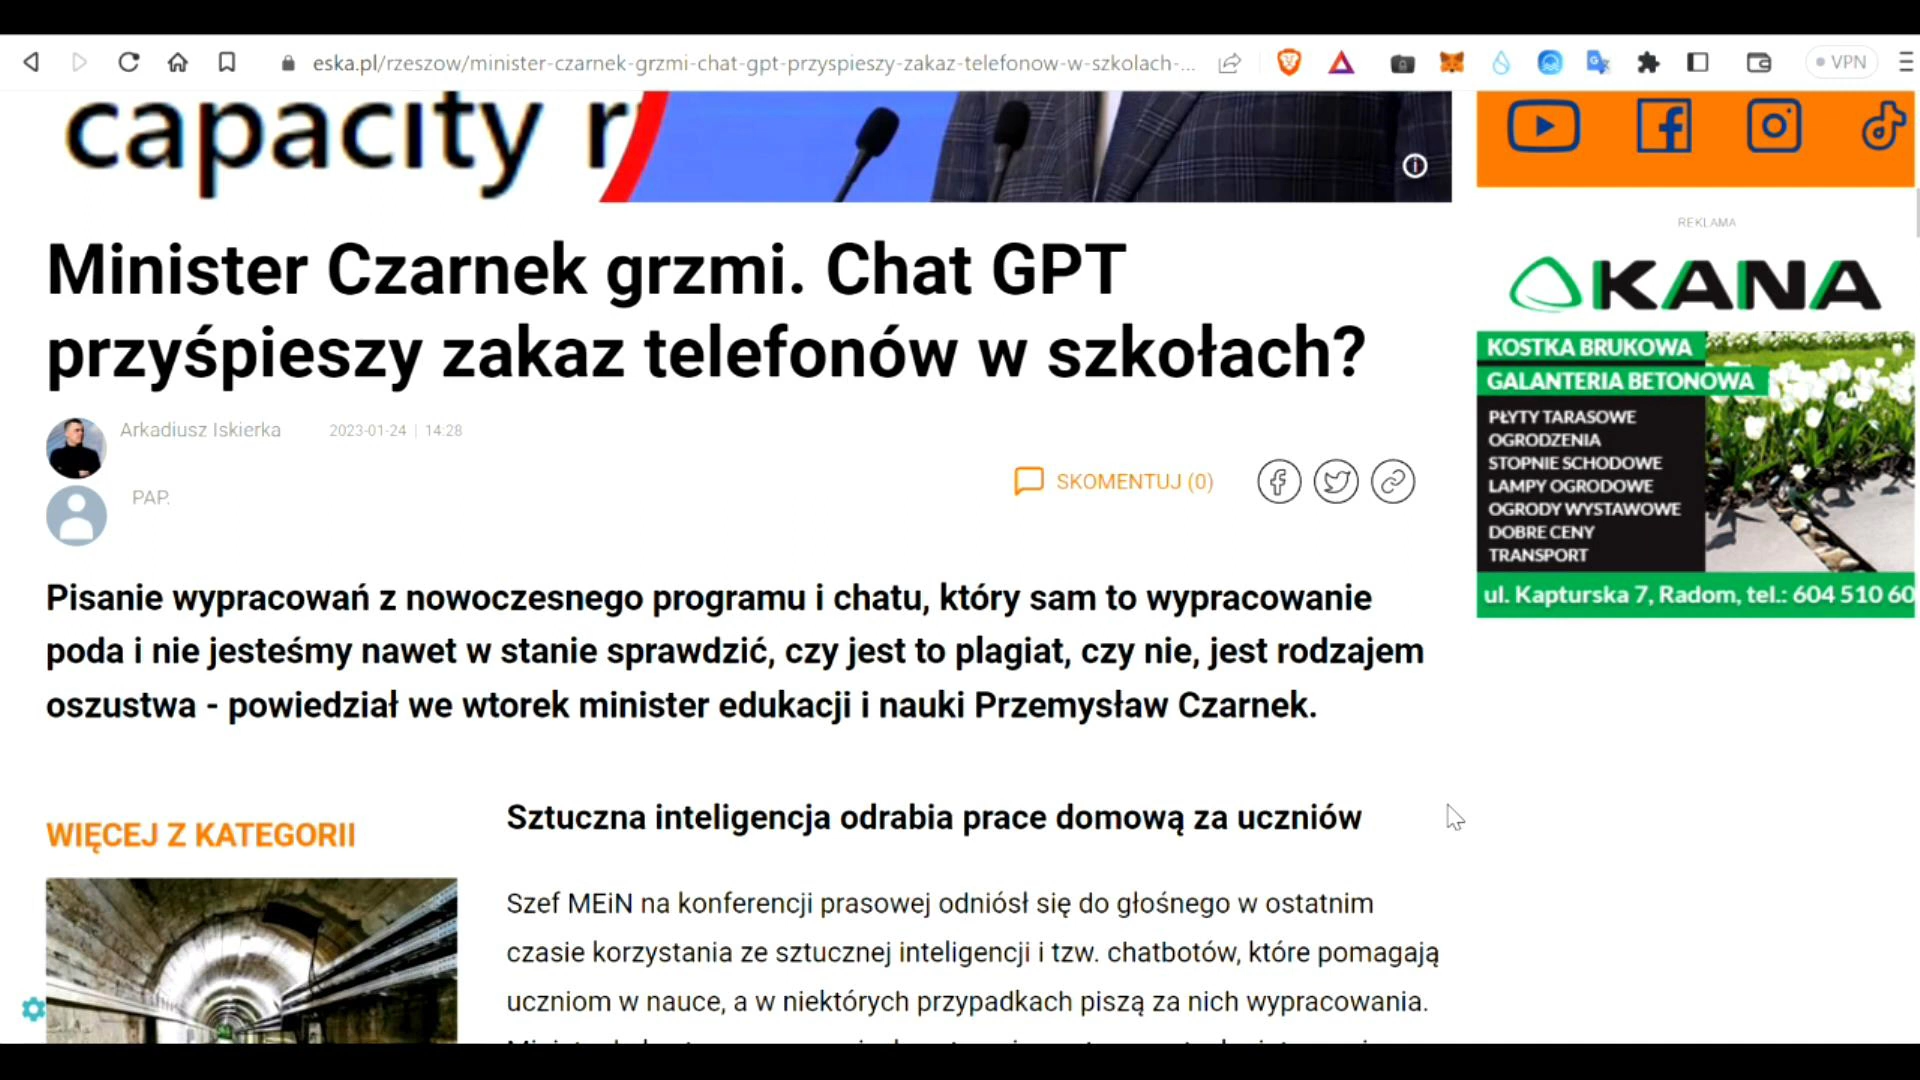 eska.pl/rzeszow/minister-czarnek-grzmi-chat-gpt-przyspieszy-zakaz-telefonow-w-szkolach-...
VPN
capacity
Minister Czarnek grzmi. Chat GPT
przyśpieszy zakaz telefonów w szkołach?
Arkadiusz Iskierka 2023-01-24 | 14:28
PAP.
SKOMENTUJ (0)
Pisanie wypracowań z nowoczesnego programu i chatu, który sam to wypracowanie
poda i nie jesteśmy nawet w stanie sprawdzić, czy jest to plagiat, czy nie, jest rodzajem
oszustwa - powiedział we wtorek minister edukacji i nauki Przemysław Czarnek.
WIĘCEJ Z KATEGORII
Sztuczna inteligencja odrabia prace domową za uczniów
Szef MEiN na konferencji prasowej odniósł się do głośnego w ostatnim
czasie korzystania ze sztucznej inteligencji i tzw. chatbotów, które pomagają
uczniom w nauce, a w niektórych przypadkach piszą za nich wypracowania.
REKLAMA
KANA
KOSTKA BRUKOWA
GALANTERIA BETONOWA
PŁYTY TARASOWE
OGRODZENIA
STOPNIE SCHODOWE
LAMPY OGRODOWE
OGRODY WYSTAWOWE
DOBRE CENY
TRANSPORT
ul. Kapturska 7, Radom, tel.: 604 510 60